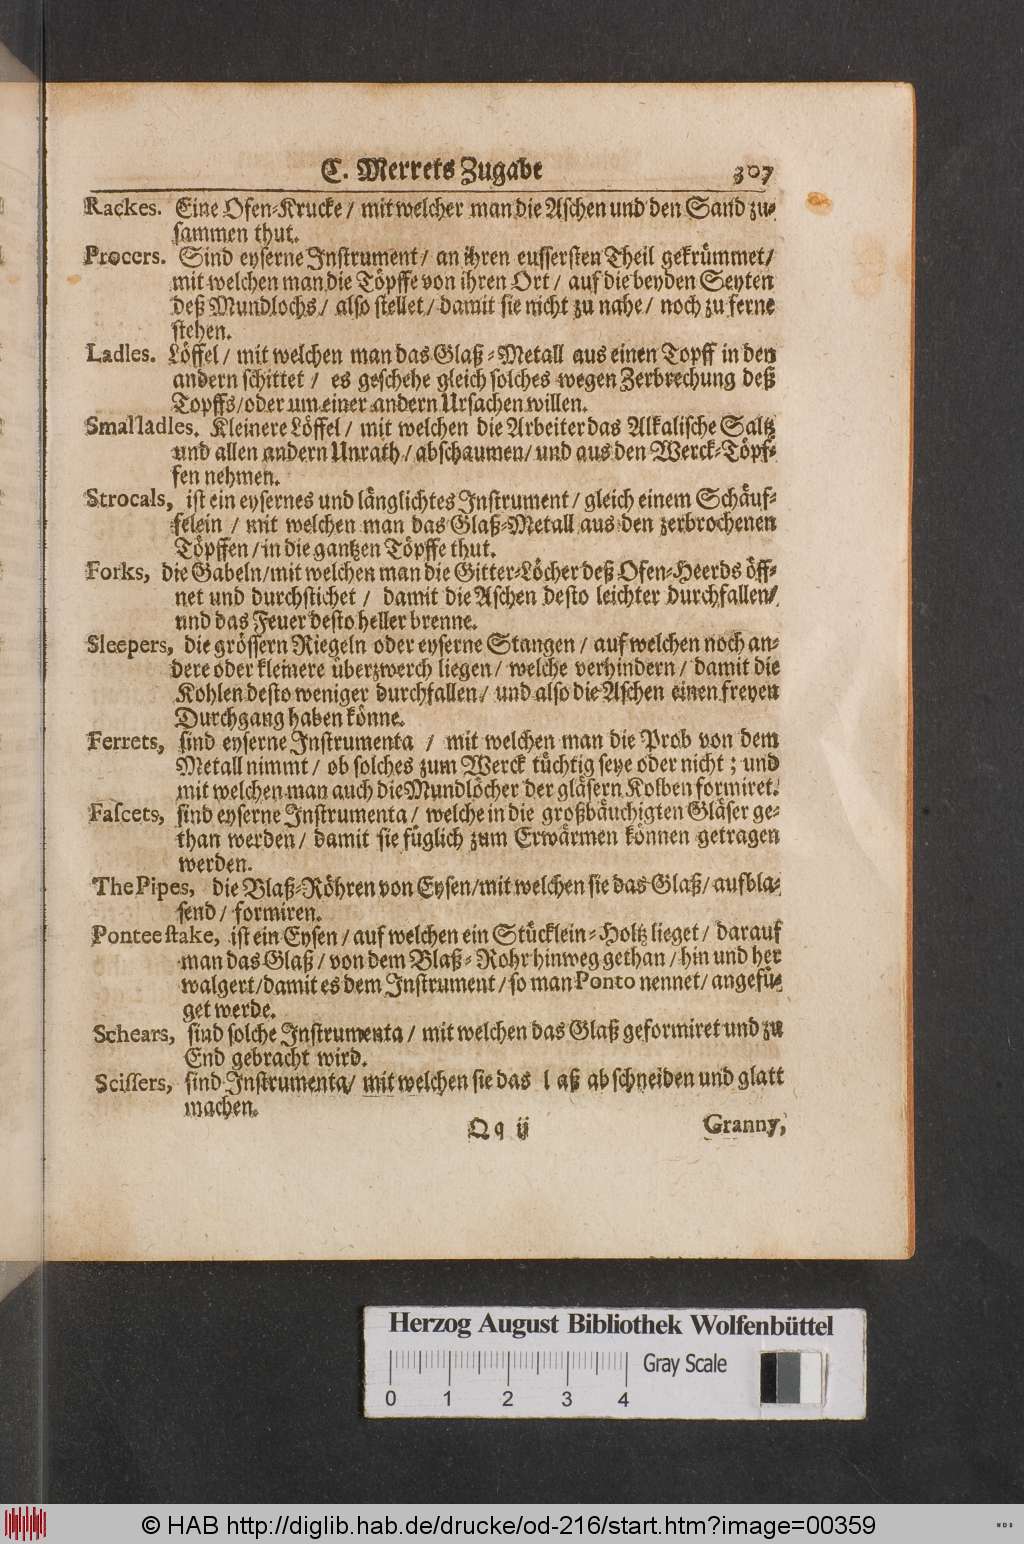 C. Merrets Zugabe 307
Rackes. Eine Ofen-Krucke / mit welcher man die Aschen und den Sand zu-
sammen thut.
Procers. Sind eyserne Instrument / an ihren eussersten Theil gekrümmet /
mit welchen man die Töpffe von ihren Ort / auf die beyden Seyten
deß Mundlochs / also stellet / damit sie nicht zu nahe / noch zu ferne
stehen.
Ladles. Löffel / mit welchen man das Glaß-Metall aus einen Topff in den
andern schittet / es geschehe gleich solches wegen Zerbrechung deß
Topffs / oder um einer andern Ursachen willen.
Smalladles. Kleinere Löffel / mit welchen die Arbeiter das Alkalische Saltz
und allen andern Unrath / abschaumen / und aus den Werck-Töpf-
fen nehmen.
Strocals, ist ein eysernes und länglichtes Instrument / gleich einem Schäuf-
felein / mit welchen man das Glaß-Metall aus den zerbrochenen
Töpffen / in die gantzen Töpffe thut.
Forks, die Gabeln / mit welchen man die Gitter-Löcher deß Ofen-Heerds öff-
net und durchstichet / damit die Aschen desto leichter durchfallen /
und das Feuer desto heller brenne.
Sleepers, die grössern Riegeln oder eyserne Stangen / auf welchen noch an-
dere oder kleinere überzwerch liegen / welche verhindern / damit die
Kohlen desto weniger durchfallen / und also die Aschen einen freyen
Durchgang haben könne.
Ferrets, sind eyserne Instrumenta / mit welchen man die Prob von dem
Metall nimmt / ob solches zum Werck tüchtig seye oder nicht; und
mit welchen man auch die Mundlöcher der gläsern Kolben formiret.
Fascets, sind eyserne Instrumenta / welche in die großbäuchigten Gläser ge-
than werden / damit sie füglich zum Erwärmen können getragen
werden.
The Pipes, die Blaß-Röhren von Eysen / mit welchen sie das Glaß / aufbla-
send / formiren.
Pontee stake, ist ein Eysen / auf welchen ein Stücklein-Holtz lieget / darauf
man das Glaß / von dem Blaß-Rohr hinweg gethan / hin und her
walgert / damit es dem Instrument / so man Ponto nennet / angefü-
get werde.
Schears, sind solche Instrumenta / mit welchen das Glaß geformiret und zu
End gebracht wird.
Scissers, sind Instrumenta / mit welchen sie das l aß abschneiden und glatt
machen.
Qq ij Granny,
Herzog August Bibliothek Wolfenbüttel
Gray Scale
0 1 2 3 4
© HAB http://diglib.hab.de/drucke/od-216/start.htm?image=00359